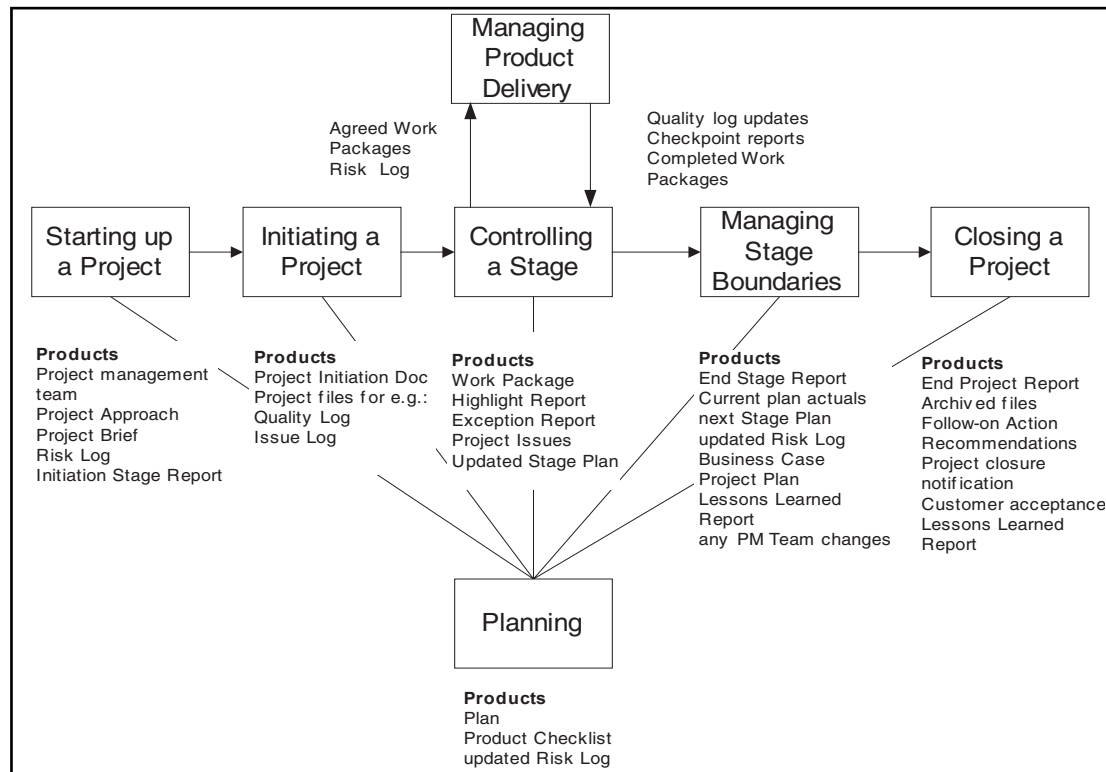 Managing
Product
Delivery
Agreed Work
Packages
Risk Log
Quality log updates
Checkpoint reports
Completed Work
Packages
Starting up
a Project
Initiating a
Project
Controlling
a Stage
Managing
Stage
Boundaries
Closing a
Project
Products
Project management
team
Project Approach
Project Brief
Risk Log
Initiation Stage Report
Products
Project Initiation Doc
Project files for e.g.:
Quality Log
Issue Log
Products
Work Package
Highlight Report
Exception Report
Project Issues
Updated Stage Plan
Products
End Stage Report
Current plan actuals
next Stage Plan
updated Risk Log
Business Case
Project Plan
Lessons Learned
Report
any PM Team changes
Products
End Project Report
Archived files
Follow-on Action
Recommendations
Project closure
notification
Customer acceptance
Lessons Learned
Report
Planning
Products
Plan
Product Checklist
updated Risk Log